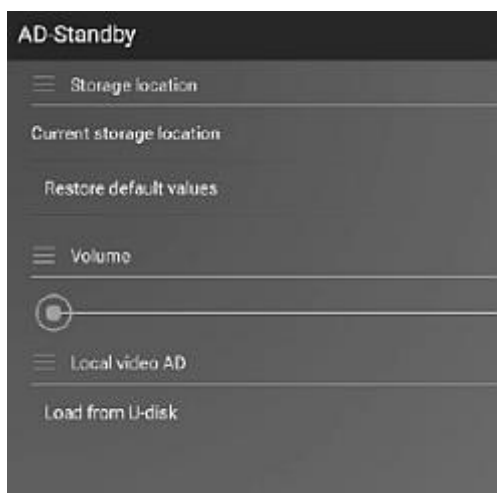 AD-Standby
Storage location
Current storage location
Restore default values
Volume
Local video AD
Load from U-disk